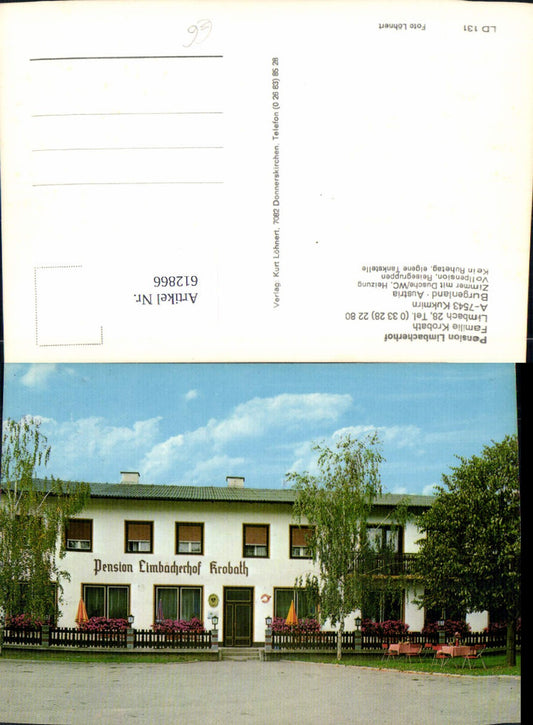 Pension Limbacherhof
Familie Krobath
Limbach 28, Tel. (0 33 28) 22 80
A-7543 Kukmirn
Burgenland · Austria
Zimmer mit Dusche/WC, Heizung
Vollpension, Reisegruppen
Kein Ruhetag, eigene Tankstelle
Verlag: Kurt Löhnert, 7082 Donnerskirchen, Telefon (0 26 83) 85 28
LD 131
Foto Löhnert
Artikel Nr.
612866
Pension Limbacherhof Krobath